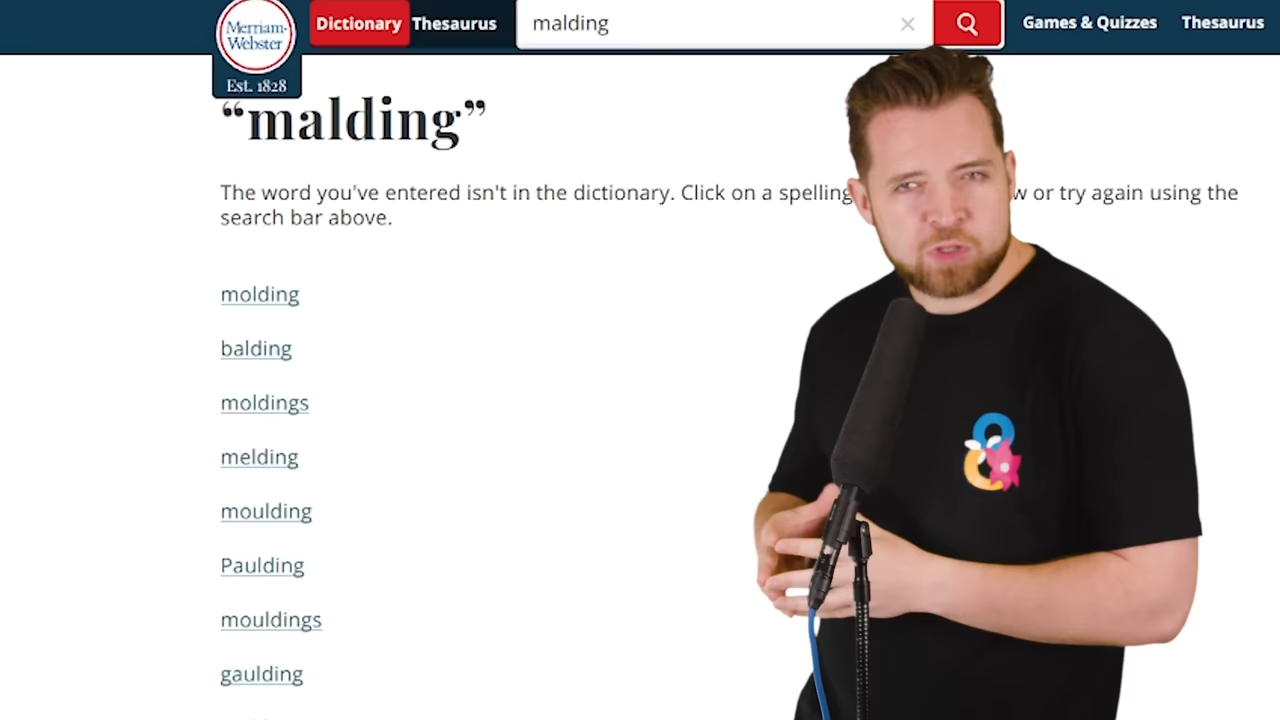 Merriam-
Webster
Est. 1828
Dictionary Thesaurus
malding
Games & Quizzes Thesaurus
“malding”
The word you've entered isn't in the dictionary. Click on a spelling w or try again using the
search bar above.
molding
balding
moldings
melding
moulding
Paulding
mouldings
gaulding